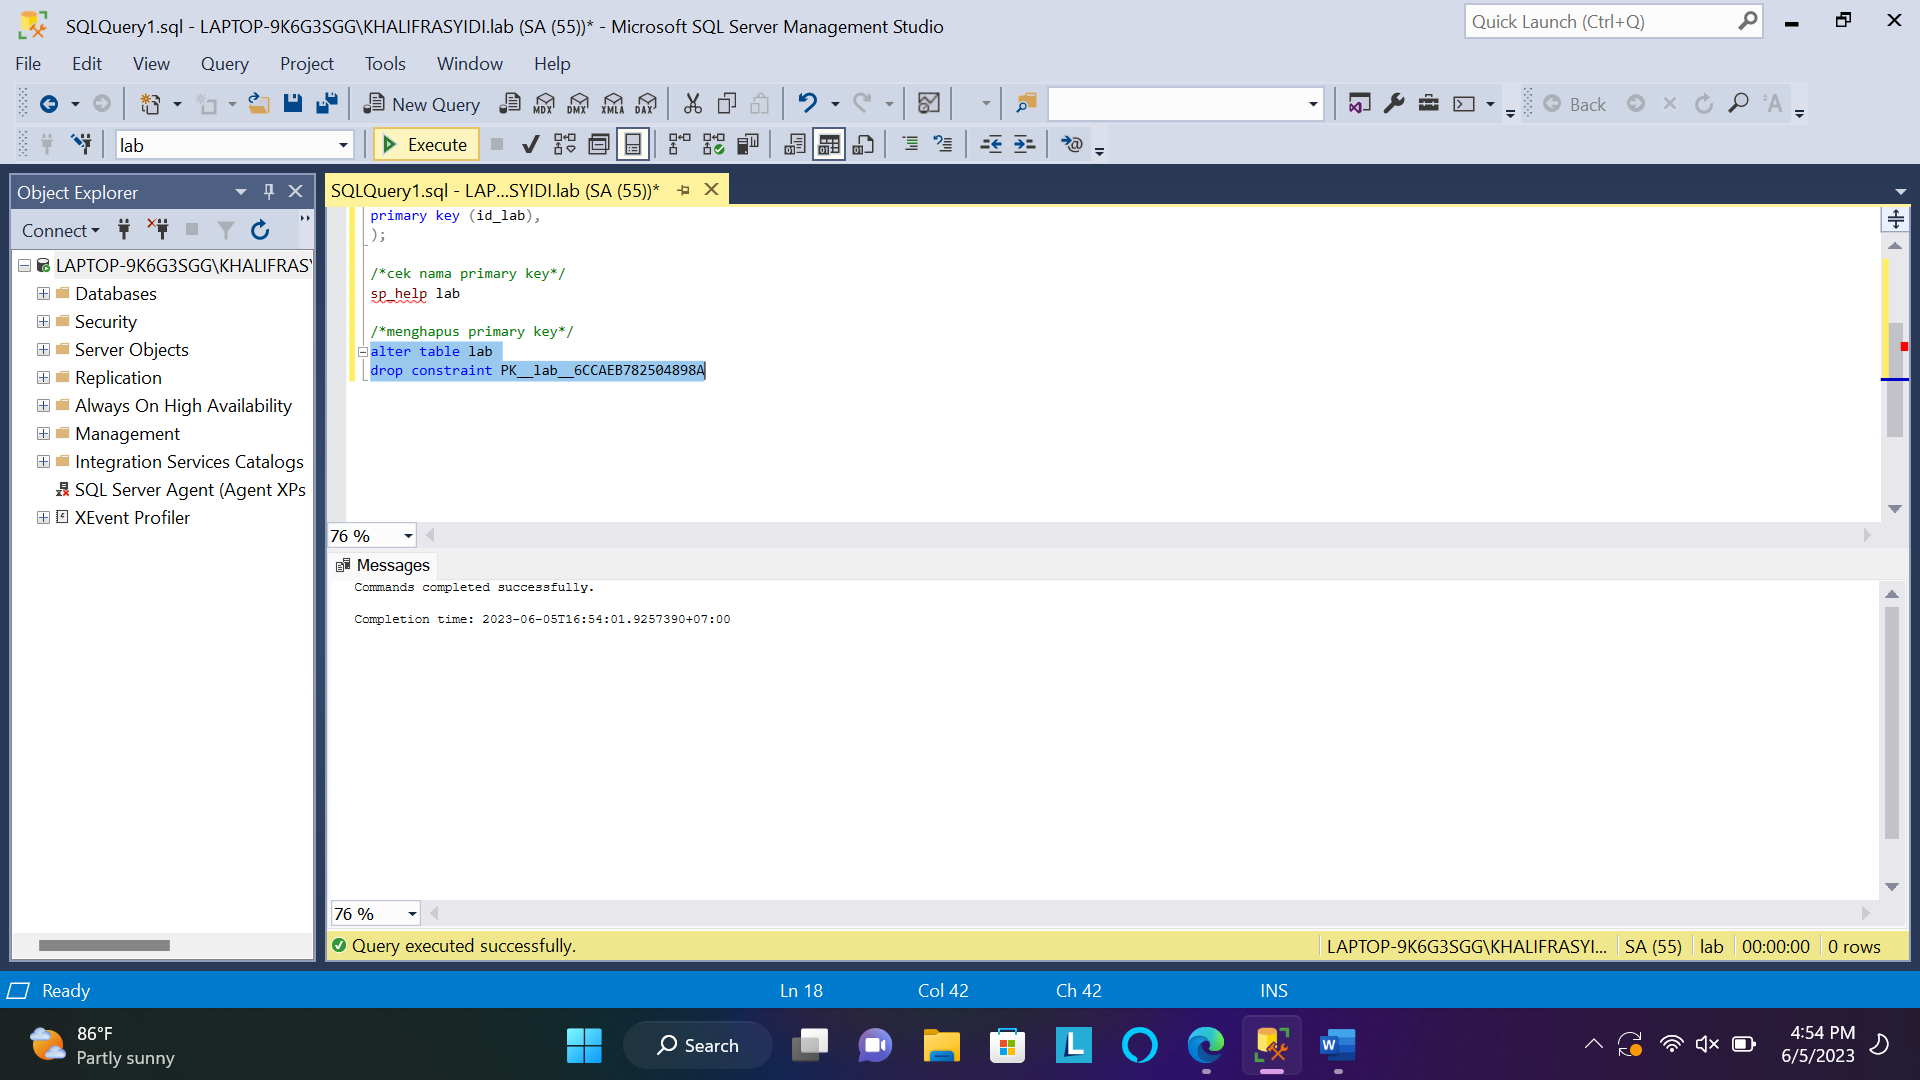 SQLQuery1.sql - LAPTOP-9K6G3SGG\KHALIFRASYIDI.lab (SA (55))* - Microsoft SQL Server Management Studio
Quick Launch (Ctrl+Q)
File Edit View Query Project Tools Window Help
New Query MDX DMX XMLA DAX Back
lab Execute
Object Explorer
SQLQuery1.sql - LAP...SYIDI.lab (SA (55))*
Connect
LAPTOP-9K6G3SGG\KHALIFRASY
Databases
Security
Server Objects
Replication
Always On High Availability
Management
Integration Services Catalogs
SQL Server Agent (Agent XPs
XEvent Profiler
primary key (id_lab),
);
/*cek nama primary key*/
sp_help lab
/*menghapus primary key*/
alter table lab
drop constraint PK__lab__6CCAEB782504898A
76 %
Messages
Commands completed successfully.
Completion time: 2023-06-05T16:54:01.9257390+07:00
76 %
Query executed successfully.
LAPTOP-9K6G3SGG\KHALIFRASYI... SA (55) lab 00:00:00 0 rows
Ready Ln 18 Col 42 Ch 42 INS
86°F
Partly sunny
Search
4:54 PM
6/5/2023